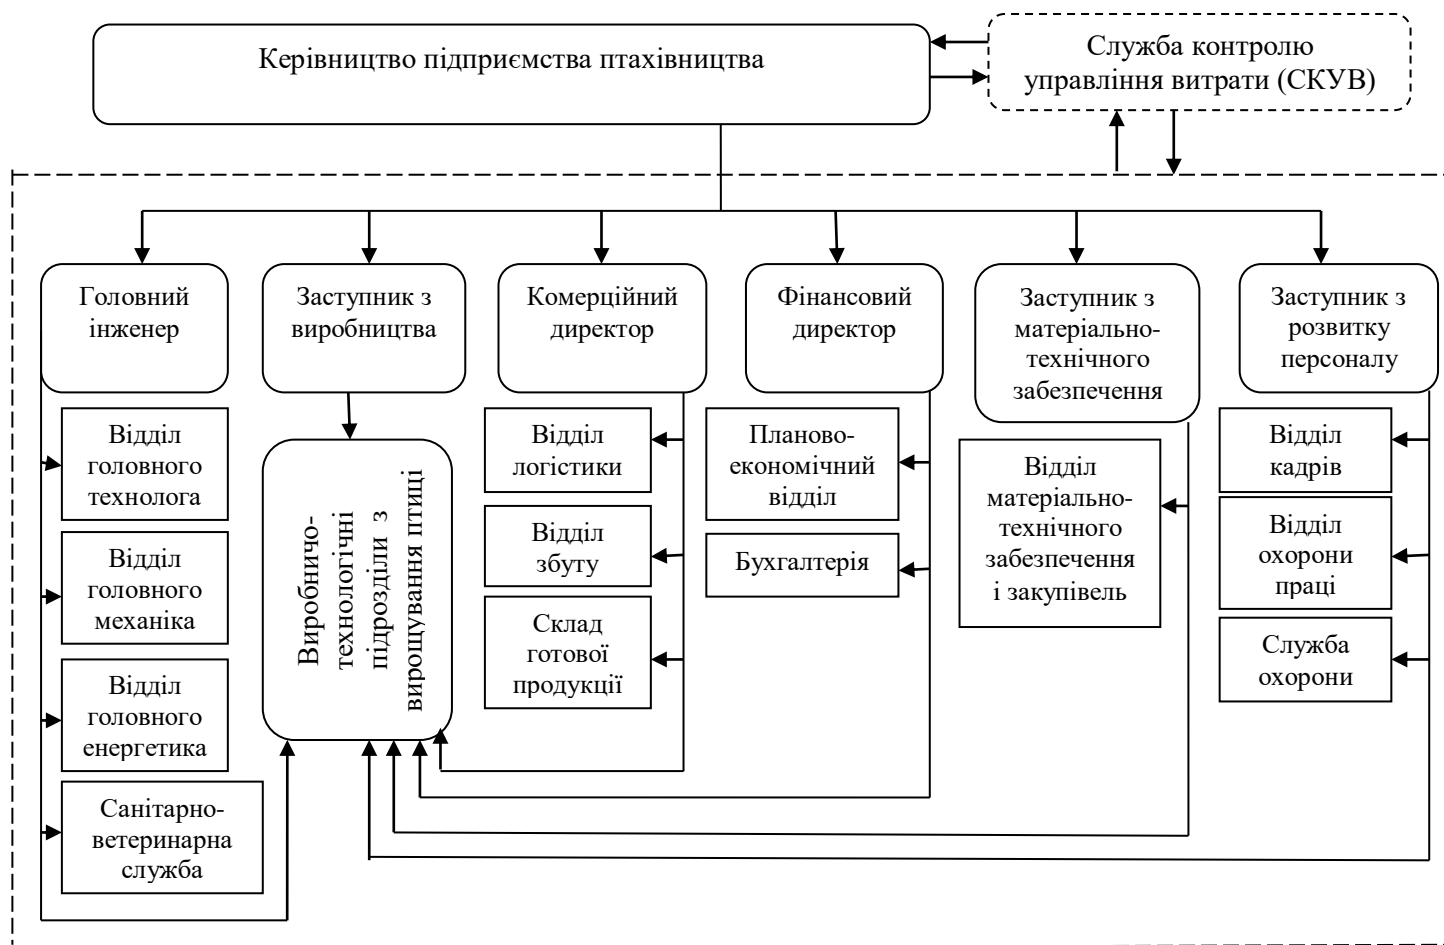 Керівництво підприємства птахівництва
Служба контролю
управління витрати (СКУВ)
Головний
інженер
Заступник з
виробництва
Комерційний
директор
Фінансовий
директор
Заступник з
матеріально-
технічного
забезпечення
Заступник з
розвитку
персоналу
Відділ
головного
технолога
Відділ
головного
механіка
Відділ
головного
енергетика
Санітарно-
ветеринарна
служба
Виробничо-
технологічні
підрозділи з
вирощування птиці
Відділ
логістики
Відділ
збуту
Склад
готової
продукції
Планово-
економічний
відділ
Бухгалтерія
Відділ
матеріально-
технічного
забезпечення
і закупівель
Відділ
кадрів
Відділ
охорони
праці
Служба
охорони